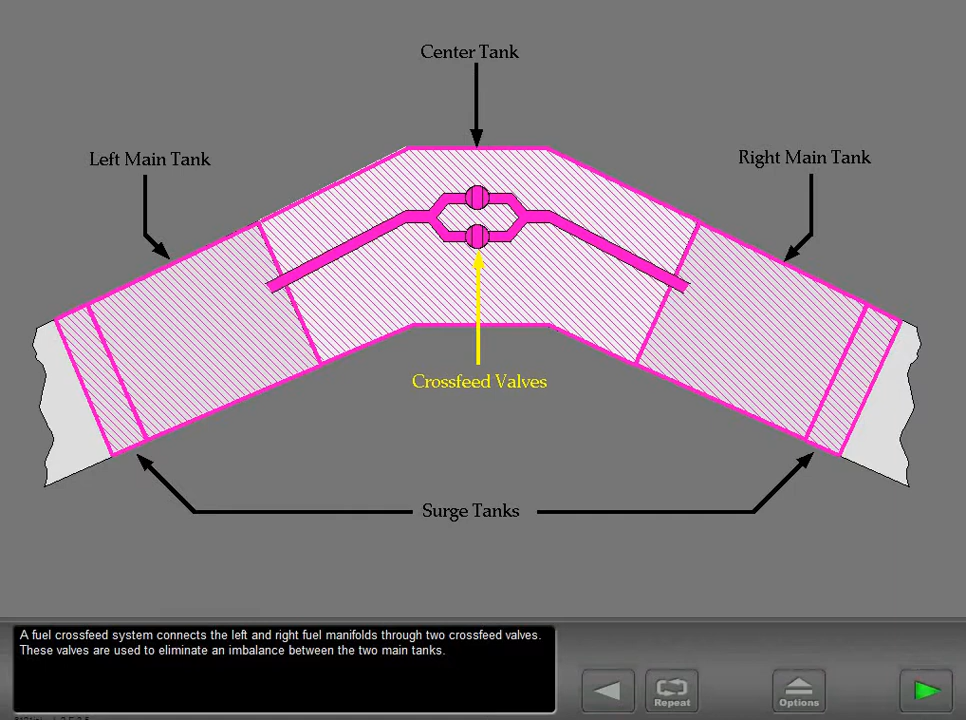 Center Tank
Left Main Tank
Right Main Tank
Crossfeed Valves
Surge Tanks
A fuel crossfeed system connects the left and right fuel manifolds through two crossfeed valves.
These valves are used to eliminate an imbalance between the two main tanks.
Repeat
Options